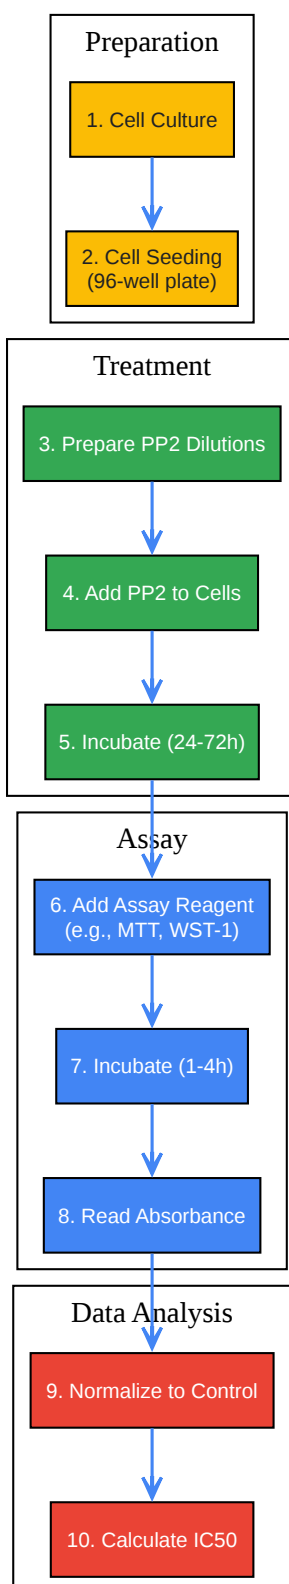 Preparation
1. Cell Culture
2. Cell Seeding
(96-well plate)
Treatment
3. Prepare PP2 Dilutions
4. Add PP2 to Cells
5. Incubate (24-72h)
Assay
6. Add Assay Reagent
(e.g., MTT, WST-1)
7. Incubate (1-4h)
8. Read Absorbance
Data Analysis
9. Normalize to Control
10. Calculate IC50